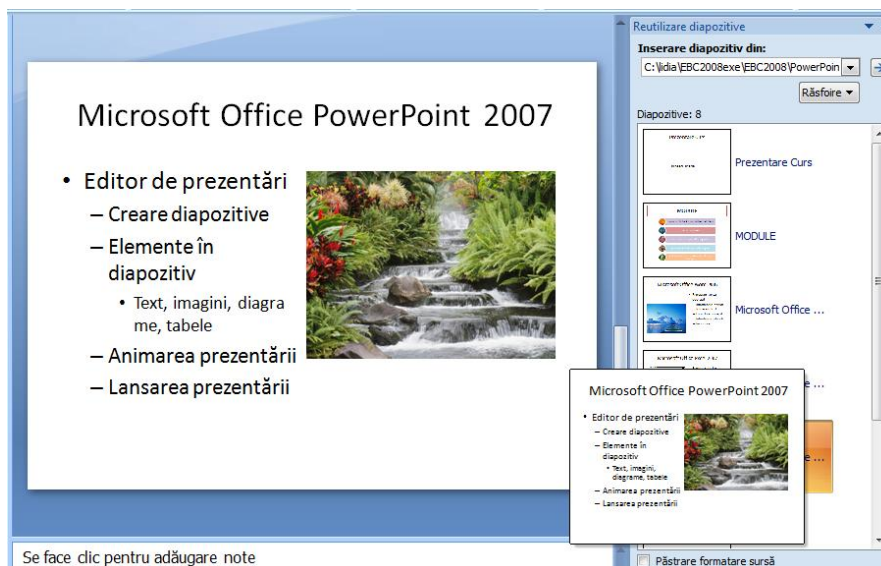 Microsoft Office PowerPoint 2007
• Editor de prezentări
– Creare diapozitive
– Elemente în
diapozitiv
• Text, imagini, diagra
me, tabele
– Animarea prezentării
– Lansarea prezentării
Se face clic pentru adăugare note
Reutilizare diapozitive
Inserare diapozitiv din:
C:\lidia\EBC2008exe\EBC2008\PowerPoin
Răsfoire
Diapozitive: 8
Prezentare Curs
MODULE
Microsoft Office ...
e ...
Microsoft Office PowerPoint 2007
• Editor de prezentări
– Creare diapozitive
– Elemente în
diapozitiv
• Text, imagini,
diagrame, tabele
– Animarea prezentării
– Lansarea prezentării
e ...
Păstrare formatare sursă